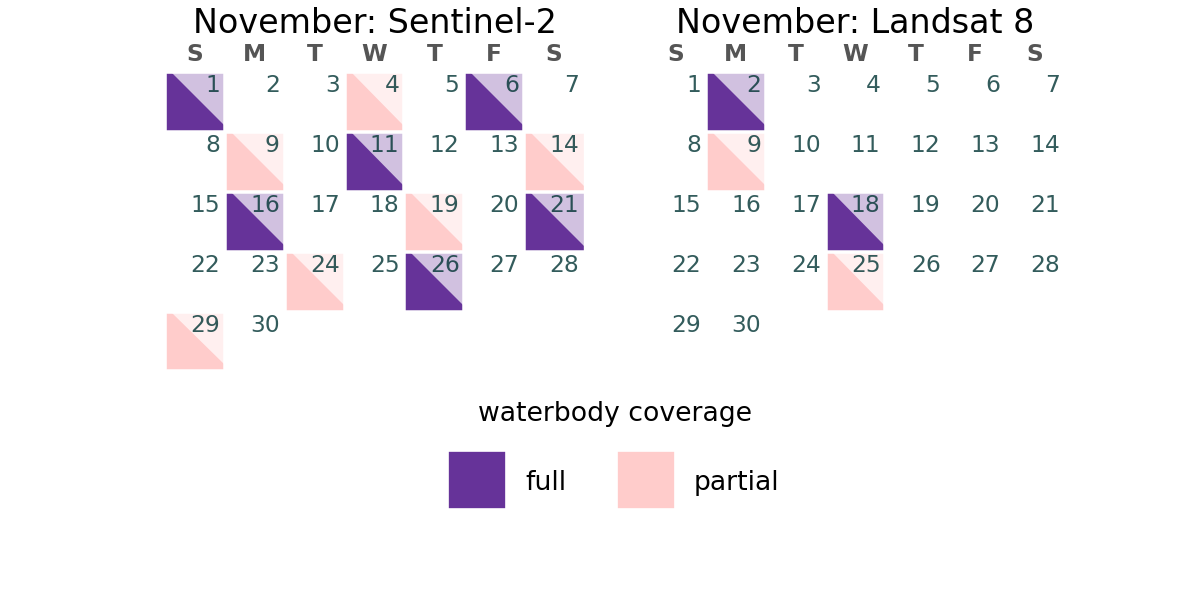 November: Sentinel-2
S M T W T F S
1 2 3 4 5 6 7
8 9 10 11 12 13 14
15 16 17 18 19 20 21
22 23 24 25 26 27 28
29 30
November: Landsat 8
S M T W T F S
1 2 3 4 5 6 7
8 9 10 11 12 13 14
15 16 17 18 19 20 21
22 23 24 25 26 27 28
29 30
waterbody coverage
full partial